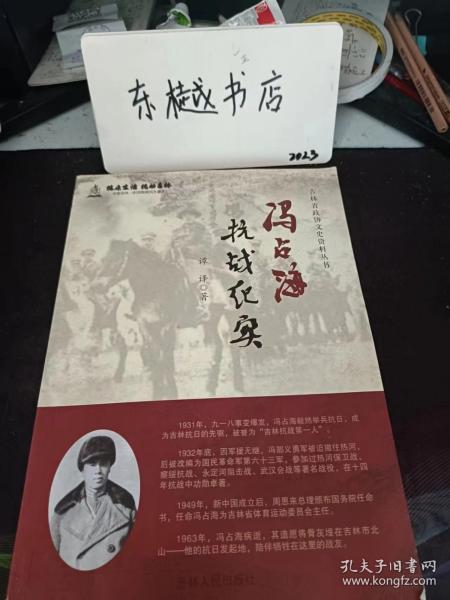 东樾书店
2023
吉林省政协文史资料丛书
冯占海
抗战纪实
谭译 著
1931年,九一八事变爆发,冯占海毅然举兵抗日,成
为吉林抗日的先驱,被誉为“吉林抗战第一人”。
1932年底,因军援无继,冯部义勇军被迫撤往热河,
后被改编为国民革命军第六十三军,参加过热河保卫战、
察绥抗战、永定河阻击战、武汉会战等著名战役,在十四
年抗战中功勋卓著。
1949年,新中国成立后,周恩来总理颁布国务院任命
书,任命冯占海为吉林省体育运动委员会主任。
1963年,冯占海病逝,其遗愿将骨灰埋在吉林市北
山——他的抗日发起地,陪伴牺牲在这里的战友。
吉林人民出版社
孔夫子旧书网